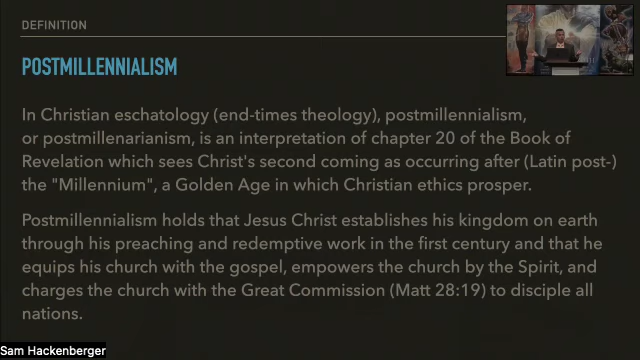 DEFINITION
POSTMILLENNIALISM
In Christian eschatology (end-times theology), postmillennialism,
or postmillenarianism, is an interpretation of chapter 20 of the Book of
Revelation which sees Christ's second coming as occurring after (Latin post-)
the "Millennium", a Golden Age in which Christian ethics prosper.
Postmillennialism holds that Jesus Christ establishes his kingdom on earth
through his preaching and redemptive work in the first century and that he
equips his church with the gospel, empowers the church by the Spirit, and
charges the church with the Great Commission (Matt 28:19) to disciple all
nations.
Sam Hackenberger